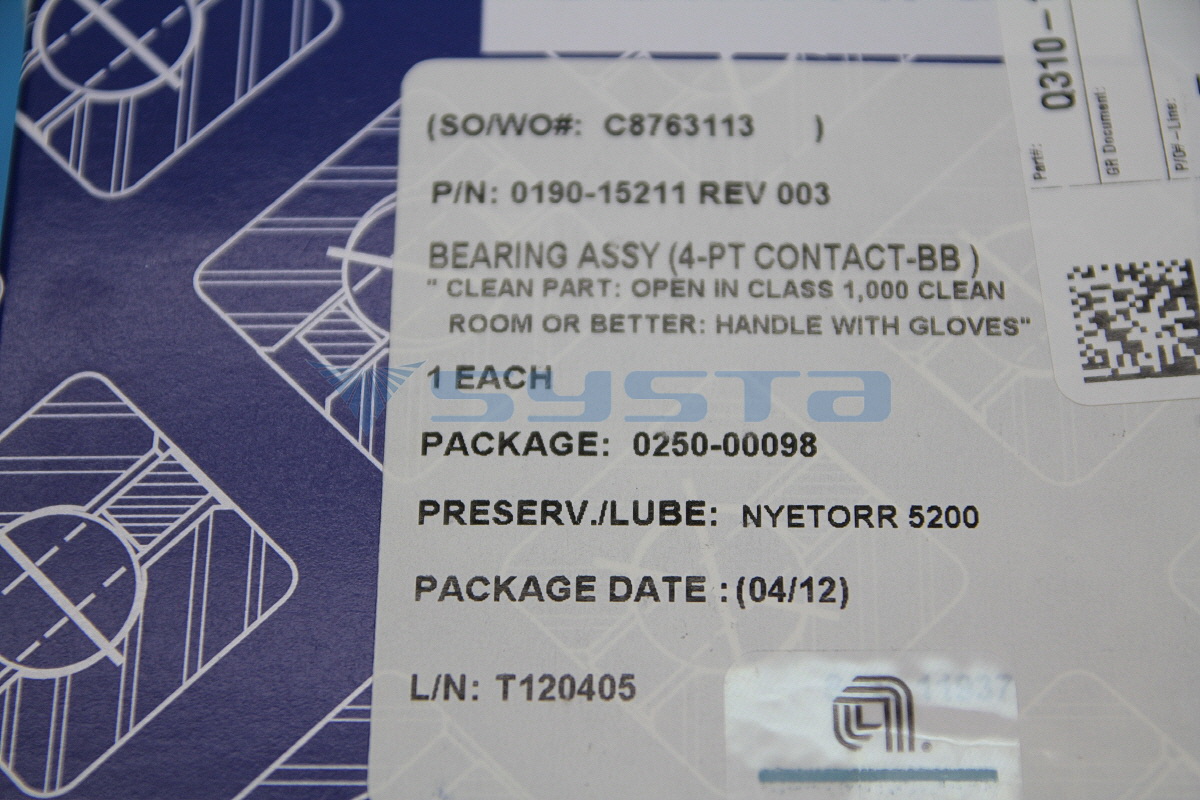 (SO/WO#: C8763113 )
P/N: 0190-15211 REV 003
BEARING ASSY (4-PT CONTACT-BB )
" CLEAN PART: OPEN IN CLASS 1,000 CLEAN
ROOM OR BETTER: HANDLE WITH GLOVES"
1 EACH
systa
PACKAGE: 0250-00098
PRESERV./LUBE: NYETORR 5200
PACKAGE DATE : (04/12)
L/N: T120405
Part#:
Q310-
GR Document:
P/O#-Line:
11937